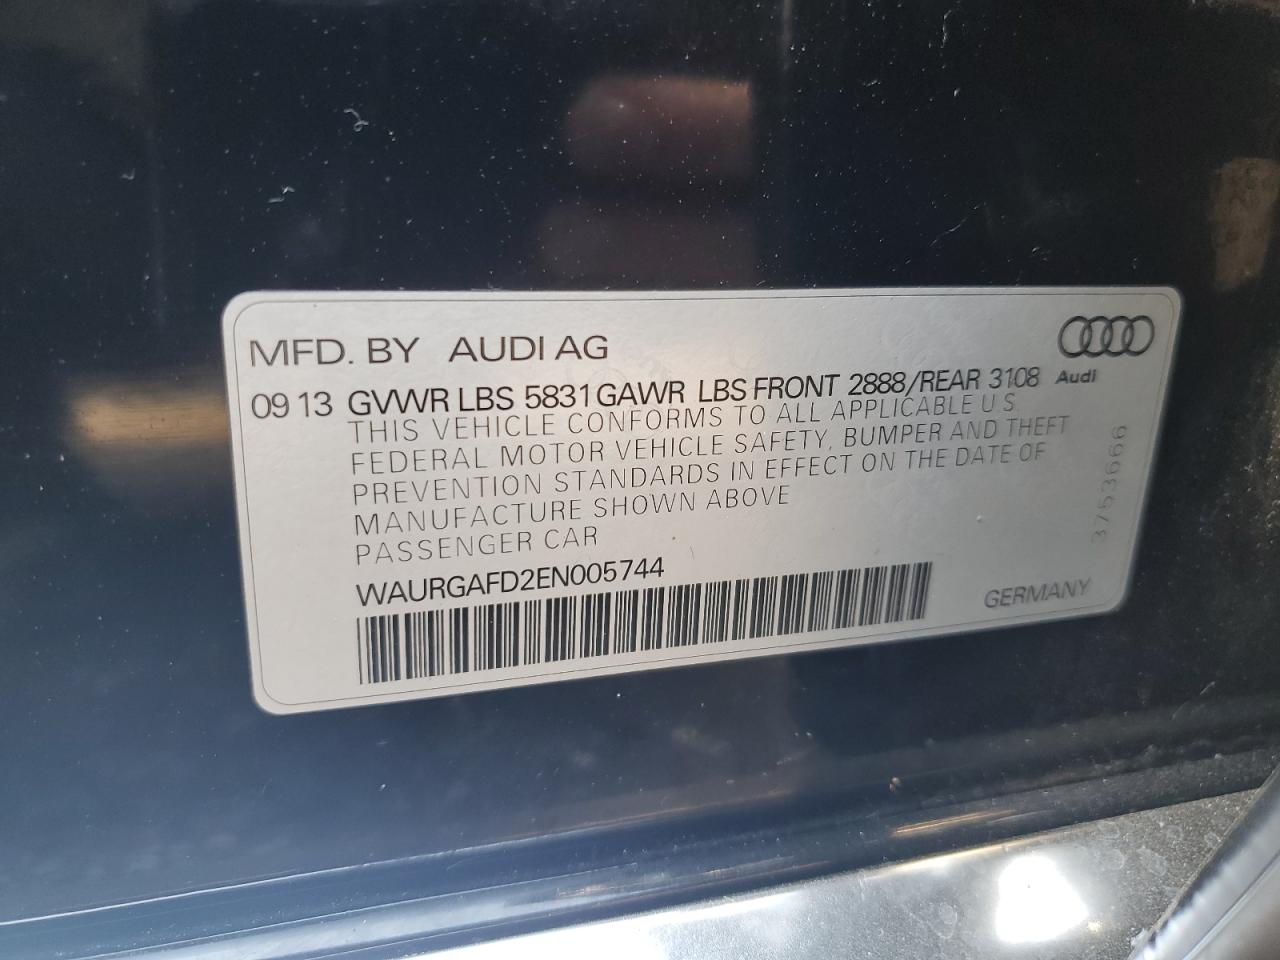 MFD. BY AUDI AG
09 13 GVWR LBS 5831 GAWR LBS FRONT 2888/REAR 3108
Audi
THIS VEHICLE CONFORMS TO ALL APPLICABLE U S
FEDERAL MOTOR VEHICLE SAFETY, BUMPER AND THEFT
PREVENTION STANDARDS IN EFFECT ON THE DATE OF
MANUFACTURE SHOWN ABOVE
PASSENGER CAR
3753666
WAURGAFD2EN005744
GERMANY